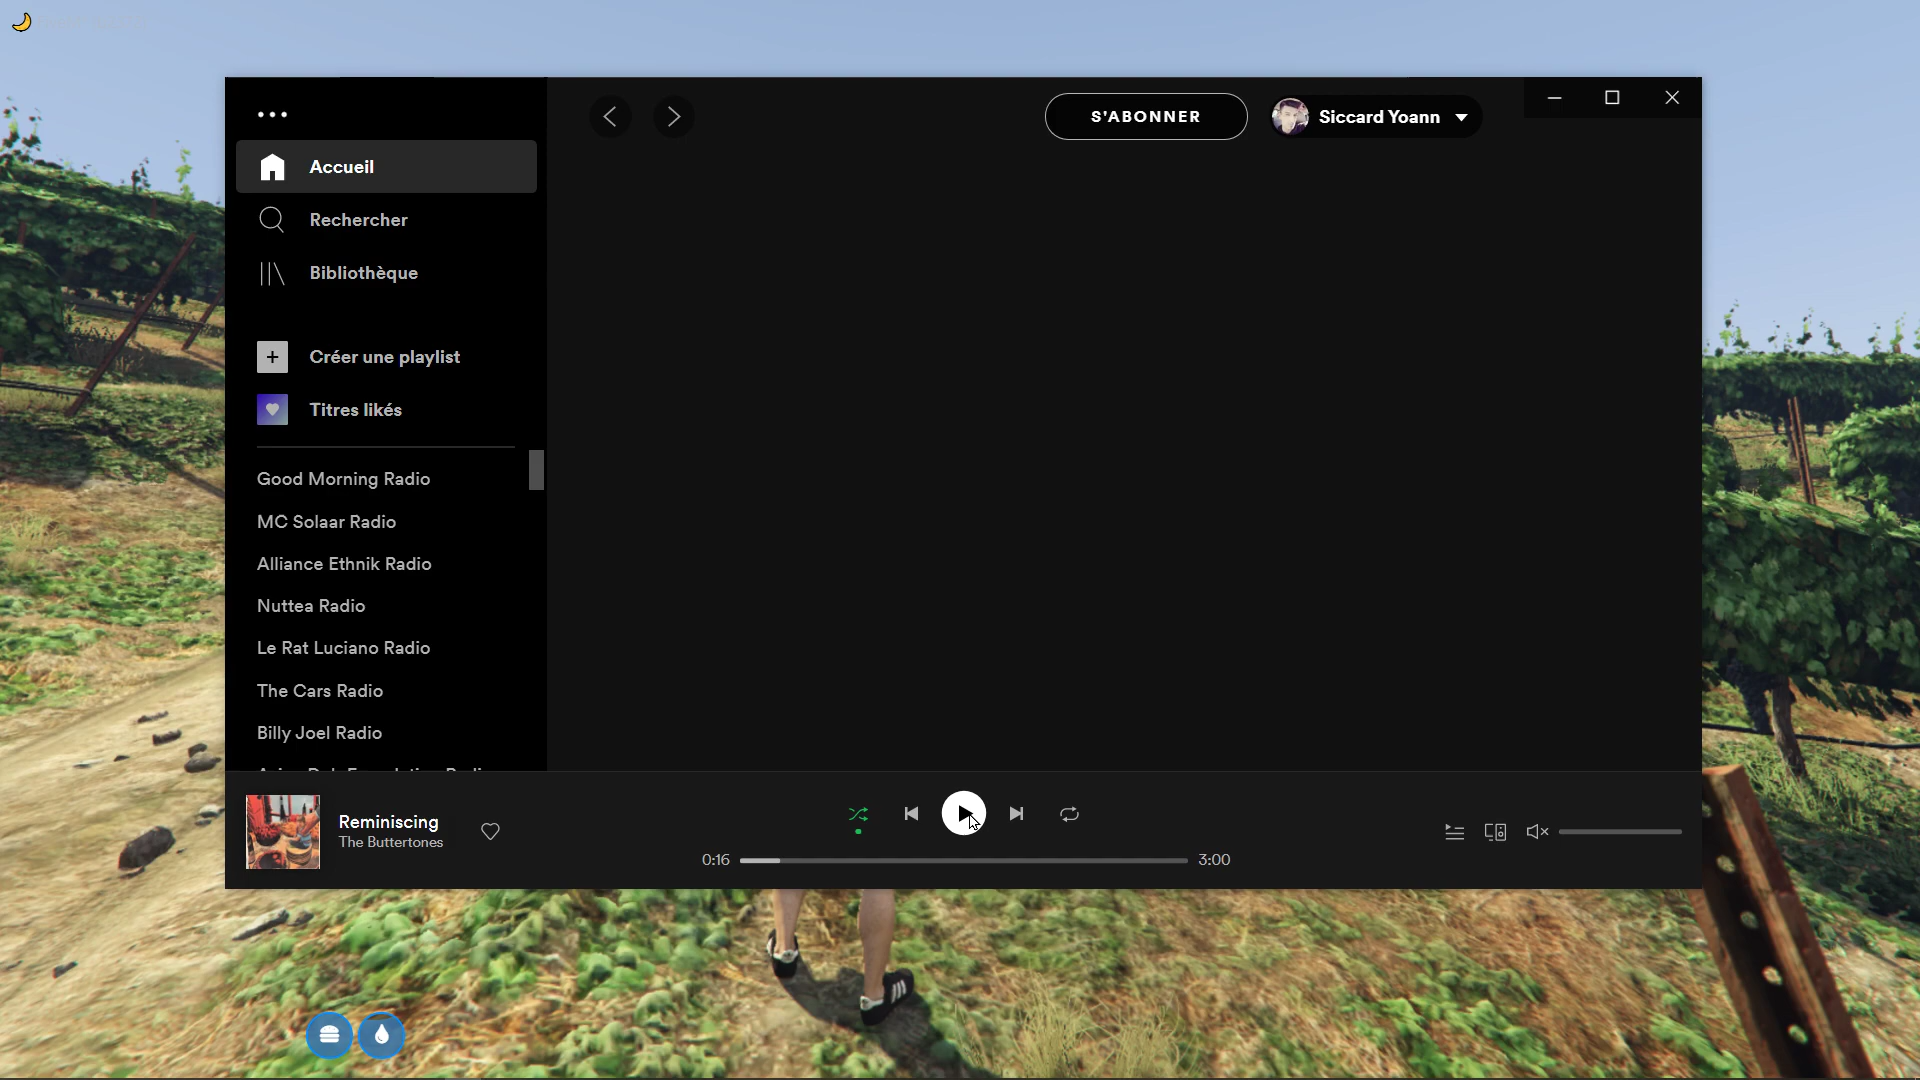 S'ABONNER
Siccard Yoann
Accueil
Rechercher
Bibliothèque
Créer une playlist
Titres likés
Good Morning Radio
MC Solaar Radio
Alliance Ethnik Radio
Nuttea Radio
Le Rat Luciano Radio
The Cars Radio
Billy Joel Radio
Reminiscing
The Buttertones
0:16
3:00